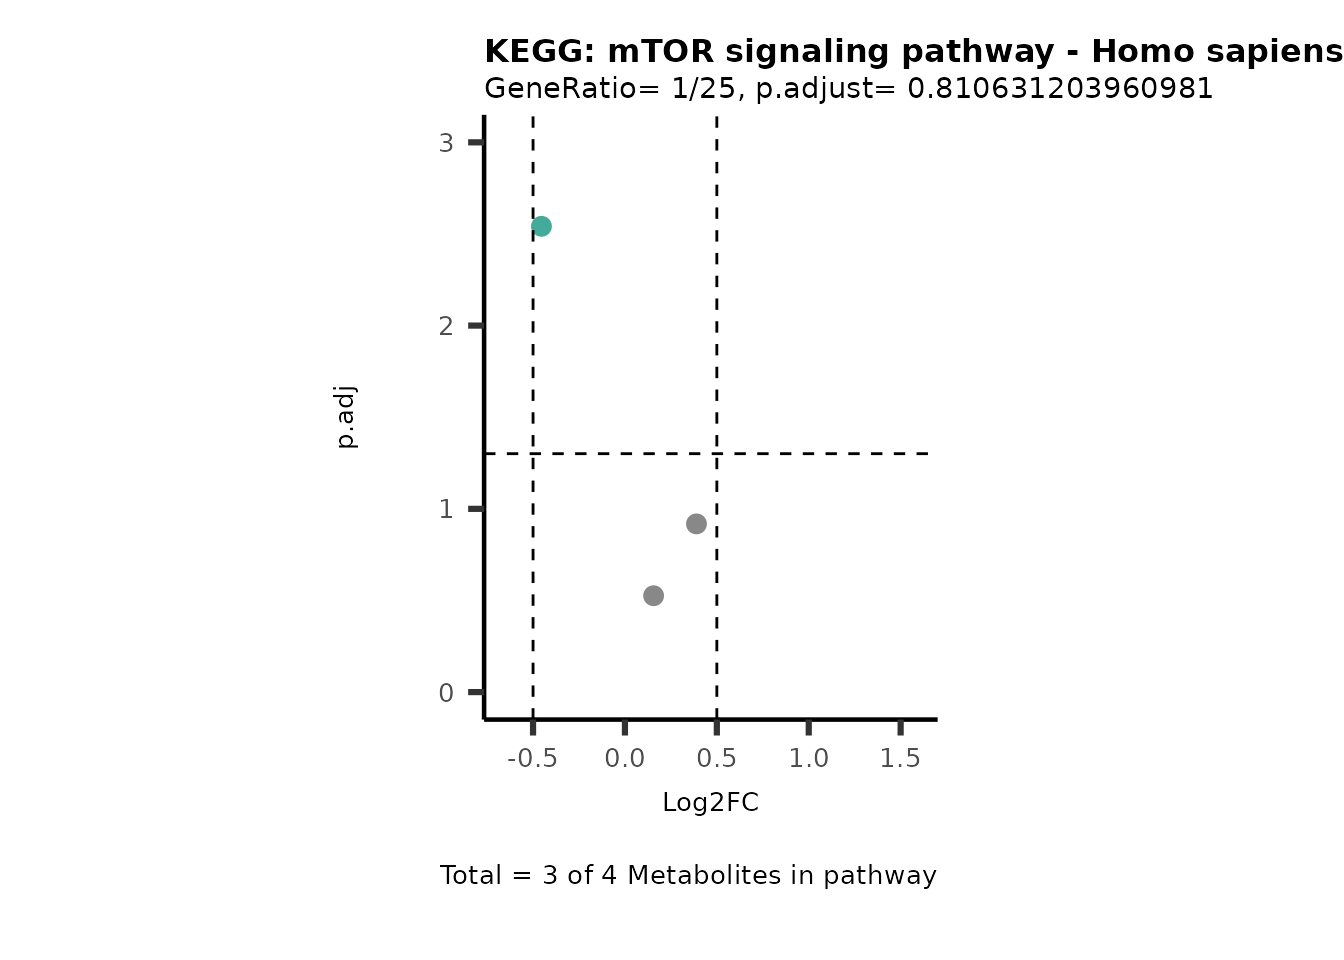 KEGG: mTOR signaling pathway - Homo sapiens
GeneRatio= 1/25, p.adjust= 0.810631203960981
3
2
1
0
p.adj
-0.5 0.0 0.5 1.0 1.5
Log2FC
Total = 3 of 4 Metabolites in pathway